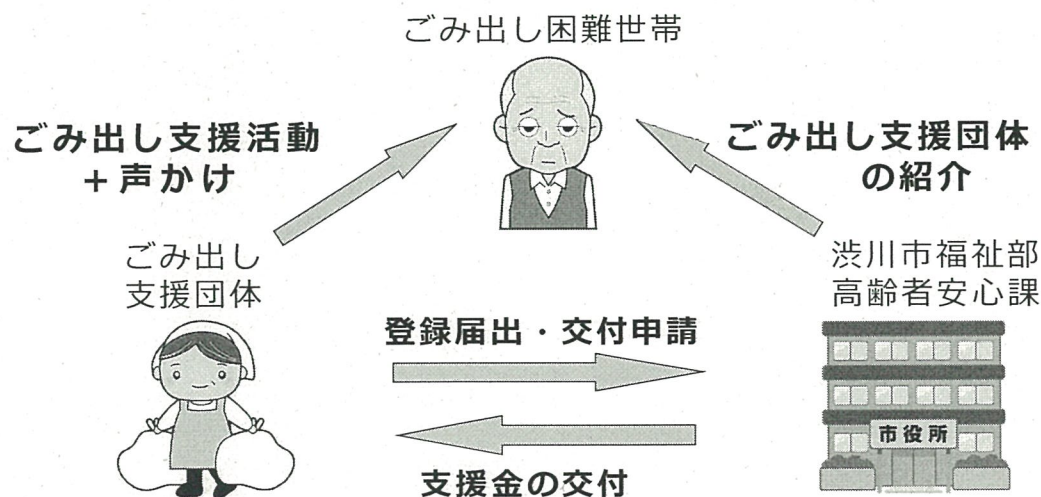 ごみ出し困難世帯
ごみ出し支援活動
+声かけ
ごみ出し支援団体
の紹介
ごみ出し
支援団体
渋川市福祉部
高齢者安心課
登録届出・交付申請
市役所
支援金の交付